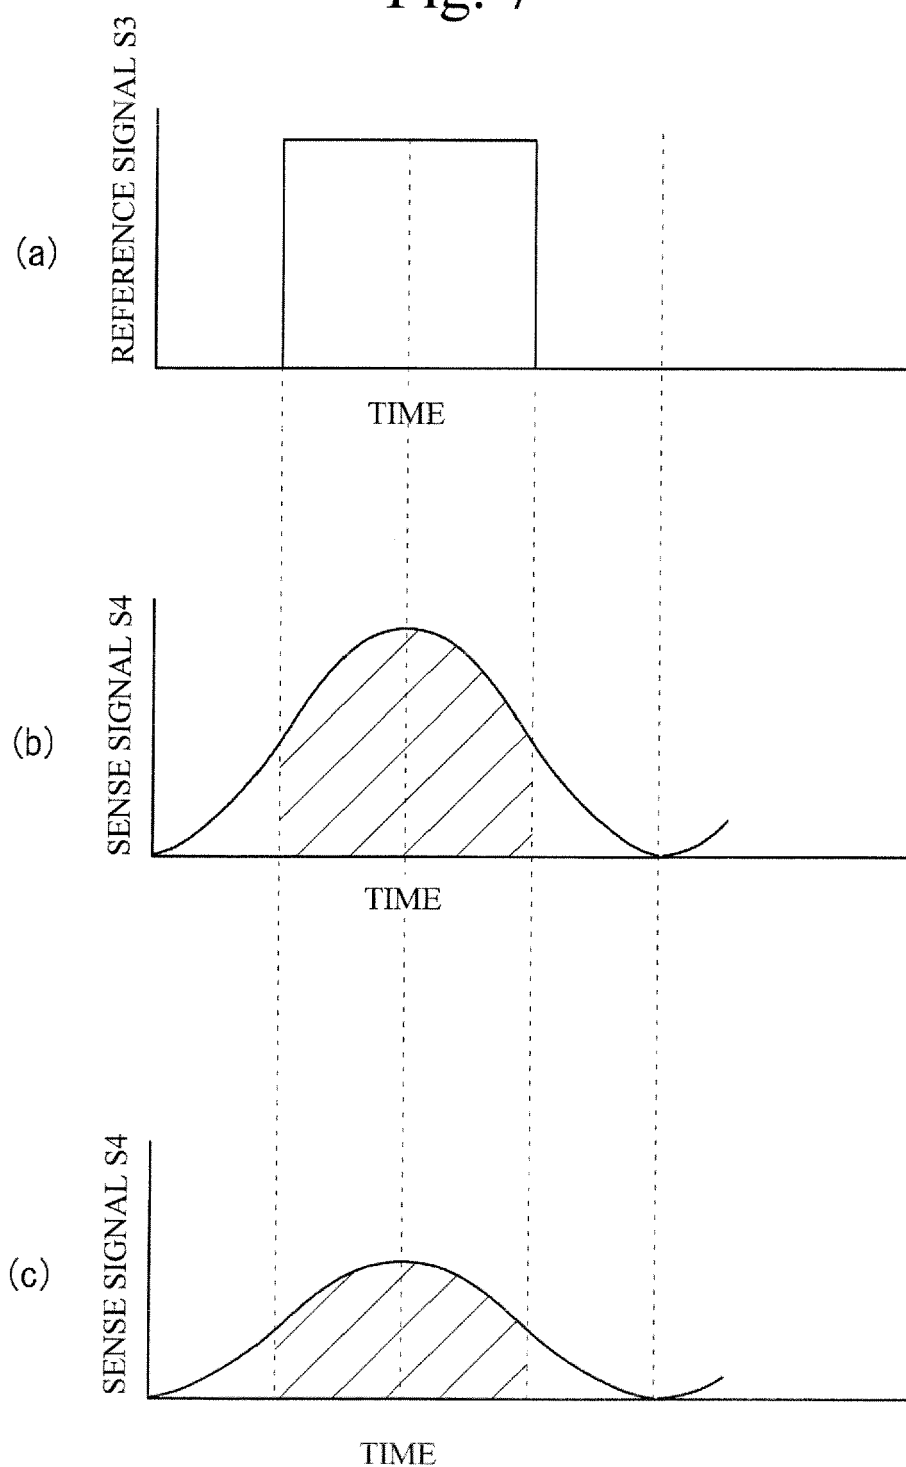 Fig. 7
REFERENCE SIGNAL S3
(a)
TIME
SENSE SIGNAL S4
(b)
TIME
SENSE SIGNAL S4
(c)
TIME